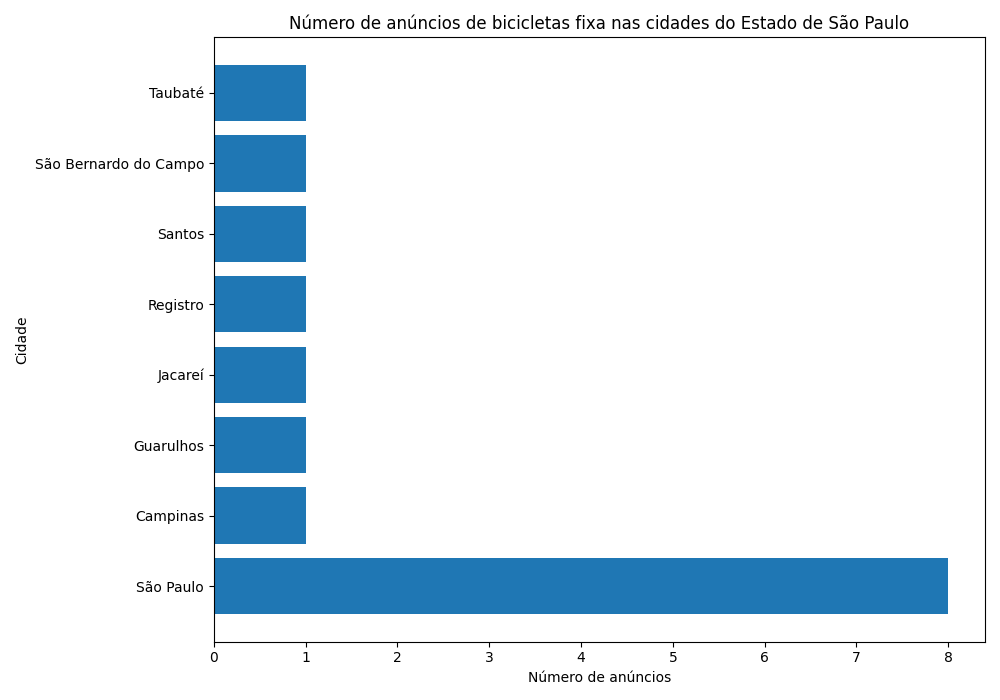 Número de anúncios de bicicletas fixa nas cidades do Estado de São Paulo
Taubaté
São Bernardo do Campo
Santos
Registro
Jacareí
Guarulhos
Campinas
São Paulo
Cidade
0 1 2 3 4 5 6 7 8
Número de anúncios